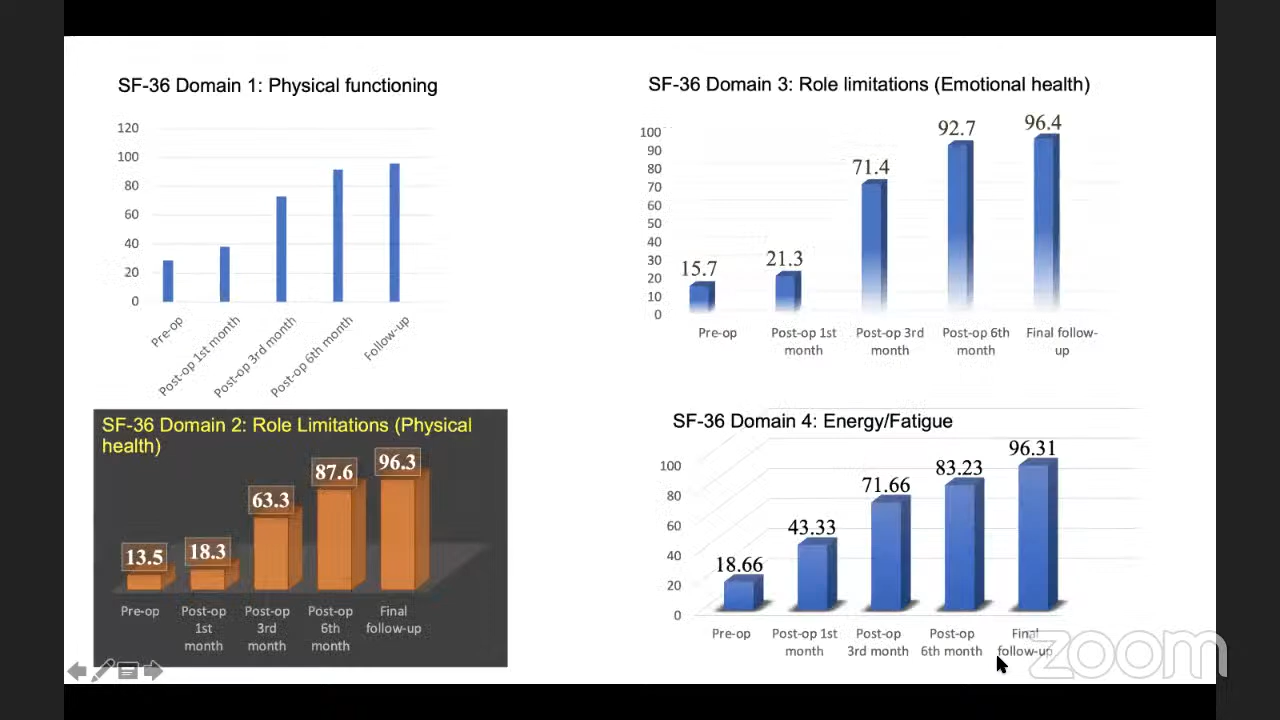 SF-36 Domain 1: Physical functioning
120
100
80
60
40
20
0
Pre-op
Post-op 1st month
Post-op 3rd month
Post-op 6th month
Follow-up
SF-36 Domain 3: Role limitations (Emotional health)
100
90
80
70
60
50
40
30
20
10
0
15.7
21.3
71.4
92.7
96.4
Pre-op
Post-op 1st
month
Post-op 3rd
month
Post-op 6th
month
Final follow-
up
SF-36 Domain 2: Role Limitations (Physical
health)
13.5
18.3
63.3
87.6
96.3
Pre-op
Post-op
1st
month
Post-op
3rd
month
Post-op
6th
month
Final
follow-up
SF-36 Domain 4: Energy/Fatigue
100
80
60
40
20
0
18.66
43.33
71.66
83.23
96.31
Pre-op
Post-op 1st
month
Post-op
3rd month
Post-op
6th month
Final
follow-up
zoom